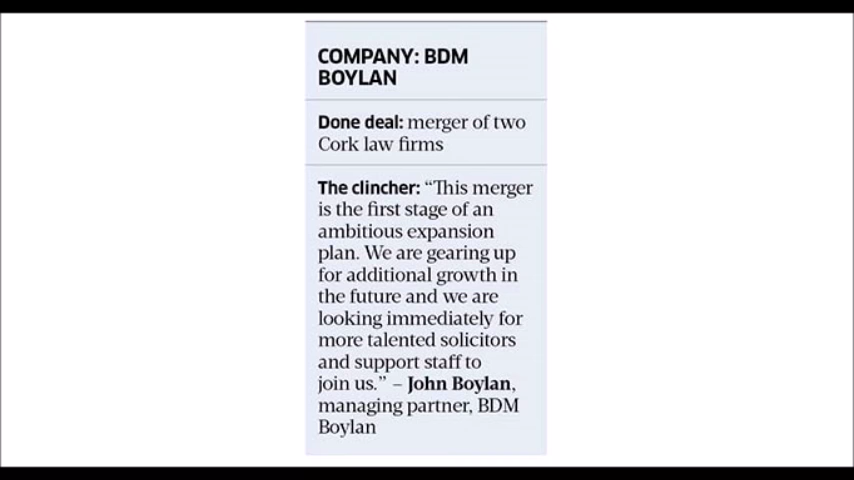 COMPANY: BDM
BOYLAN
Done deal: merger of two
Cork law firms
The clincher: “This merger
is the first stage of an
ambitious expansion
plan. We are gearing up
for additional growth in
the future and we are
looking immediately for
more talented solicitors
and support staff to
join us.” – John Boylan,
managing partner, BDM
Boylan